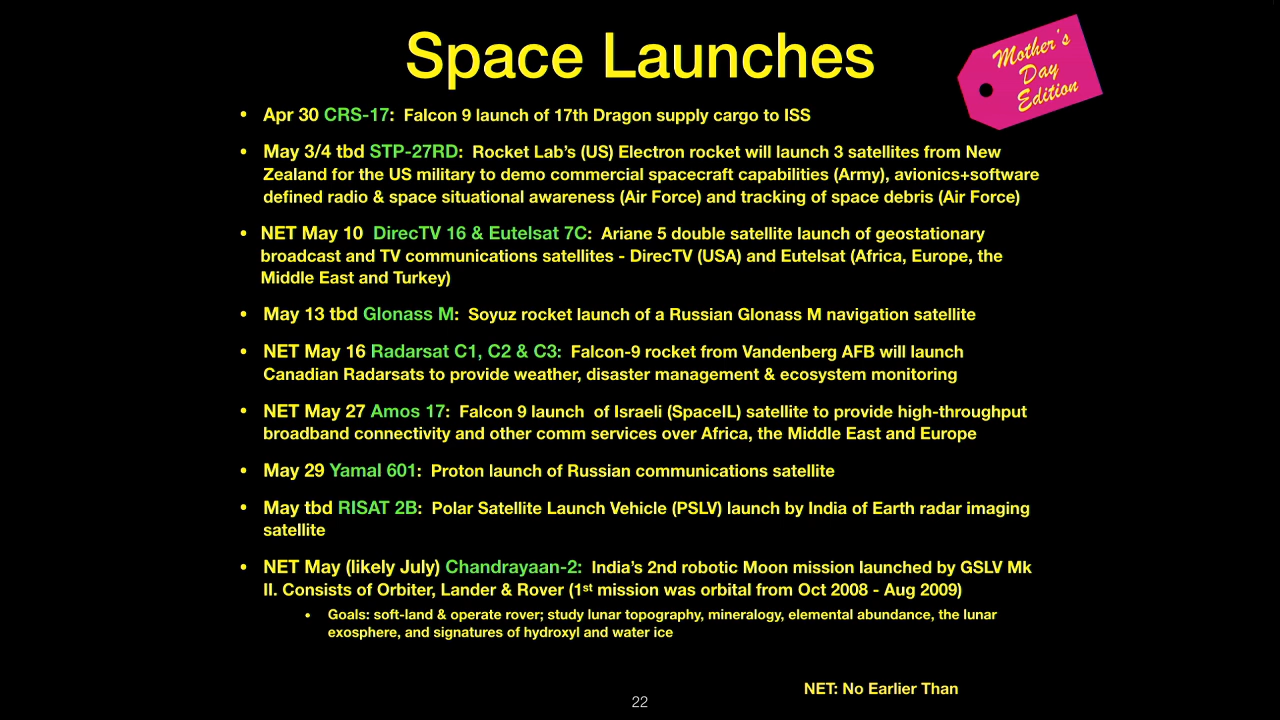 Space Launches
Mother's
Day
Edition
• Apr 30 CRS-17: Falcon 9 launch of 17th Dragon supply cargo to ISS
• May 3/4 tbd STP-27RD: Rocket Lab's (US) Electron rocket will launch 3 satellites from New
Zealand for the US military to demo commercial spacecraft capabilities (Army), avionics+software
defined radio & space situational awareness (Air Force) and tracking of space debris (Air Force)
• NET May 10 DirecTV 16 & Eutelsat 7C: Ariane 5 double satellite launch of geostationary
broadcast and TV communications satellites - DirecTV (USA) and Eutelsat (Africa, Europe, the
Middle East and Turkey)
• May 13 tbd Glonass M: Soyuz rocket launch of a Russian Glonass M navigation satellite
• NET May 16 Radarsat C1, C2 & C3: Falcon-9 rocket from Vandenberg AFB will launch
Canadian Radarsats to provide weather, disaster management & ecosystem monitoring
• NET May 27 Amos 17: Falcon 9 launch of Israeli (SpaceIL) satellite to provide high-throughput
broadband connectivity and other comm services over Africa, the Middle East and Europe
• May 29 Yamal 601: Proton launch of Russian communications satellite
• May tbd RISAT 2B: Polar Satellite Launch Vehicle (PSLV) launch by India of Earth radar imaging
satellite
• NET May (likely July) Chandrayaan-2: India's 2nd robotic Moon mission launched by GSLV Mk
II. Consists of Orbiter, Lander & Rover (1st mission was orbital from Oct 2008 - Aug 2009)
• Goals: soft-land & operate rover; study lunar topography, mineralogy, elemental abundance, the lunar
exosphere, and signatures of hydroxyl and water ice
NET: No Earlier Than
22